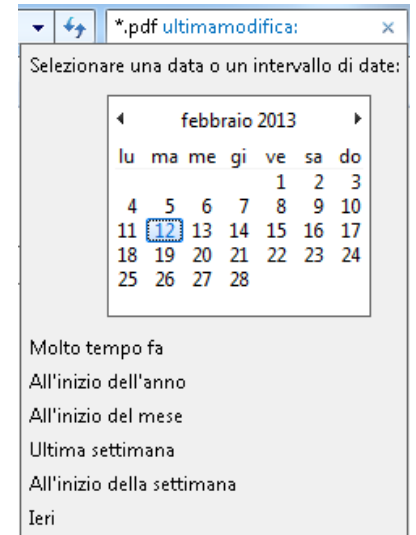 *.pdf ultimamodifica:
Selezionare una data o un intervallo di date:
febbraio 2013
lu ma me gi ve sa do
1 2 3
4 5 6 7 8 9 10
11 12 13 14 15 16 17
18 19 20 21 22 23 24
25 26 27 28
Molto tempo fa
All'inizio dell'anno
All'inizio del mese
Ultima settimana
All'inizio della settimana
Ieri